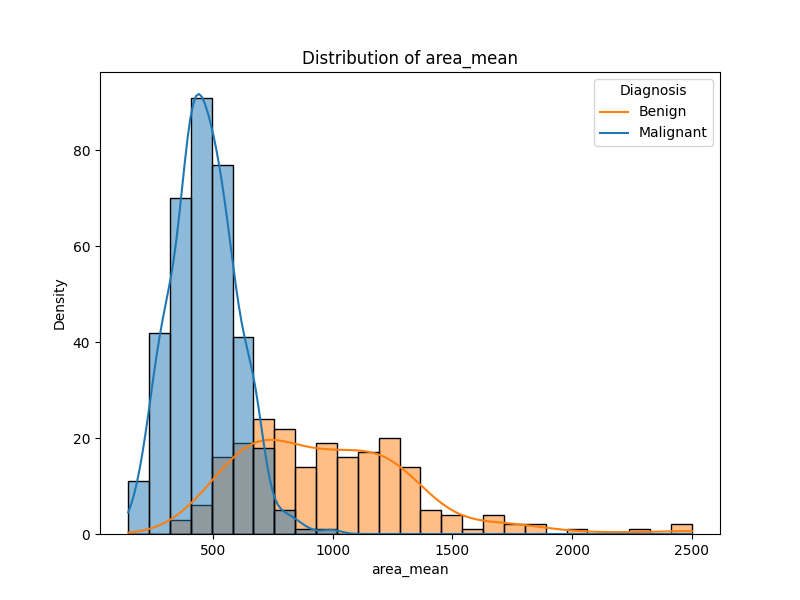 Distribution of area_mean
Diagnosis
Benign
Malignant
80
60
40
20
0
Density
500
1000
1500
2000
2500
area_mean